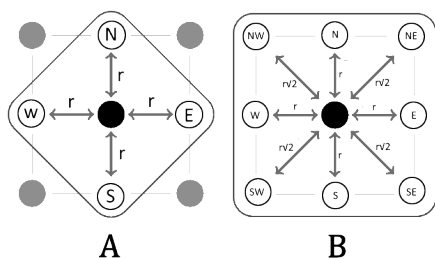 N
r
W r r E
r
S
A
NW N NE
r√2 r r√2
W r r E
r√2 r r√2
SW S SE
B